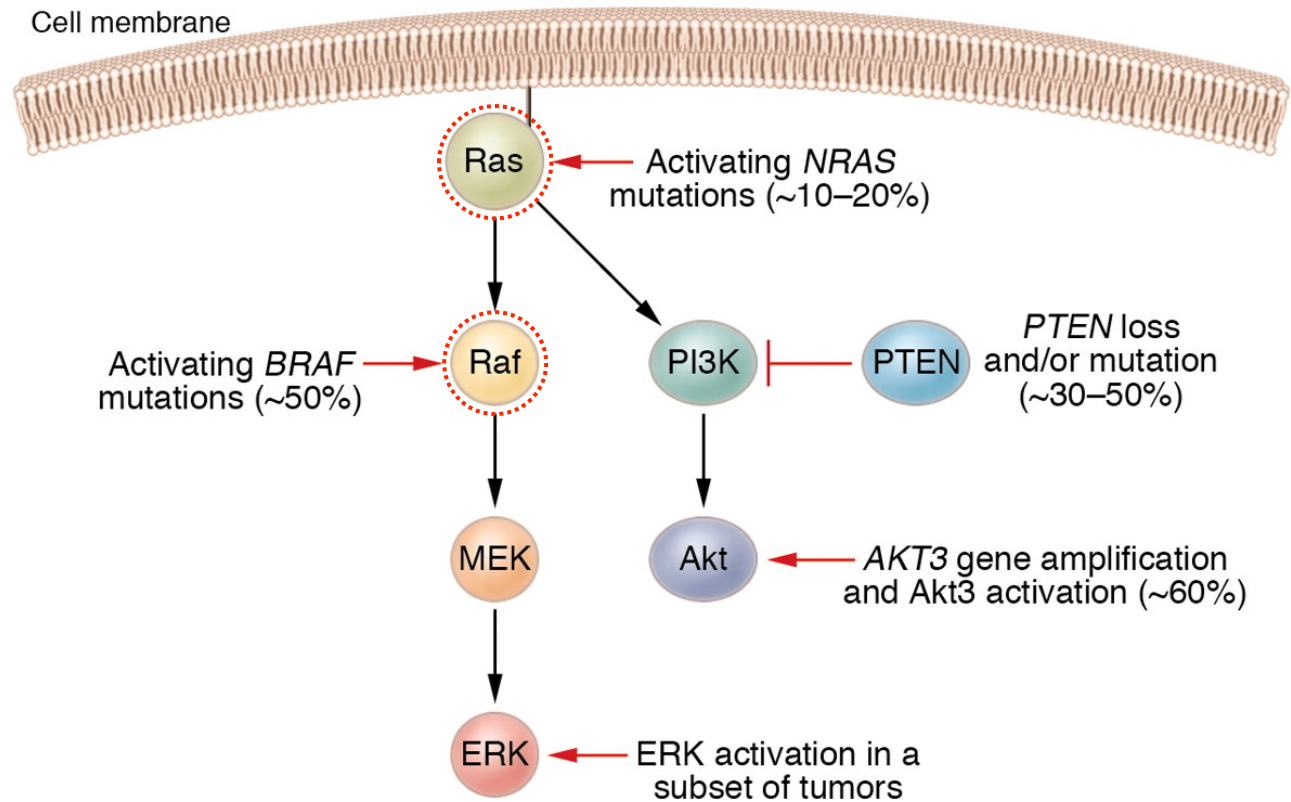 Cell membrane
Ras
Activating NRAS
mutations (~10–20%)
Activating BRAF
mutations (~50%)
Raf
PI3K
PTEN
PTEN loss
and/or mutation
(~30–50%)
MEK
Akt
AKT3 gene amplification
and Akt3 activation (~60%)
ERK
ERK activation in a
subset of tumors